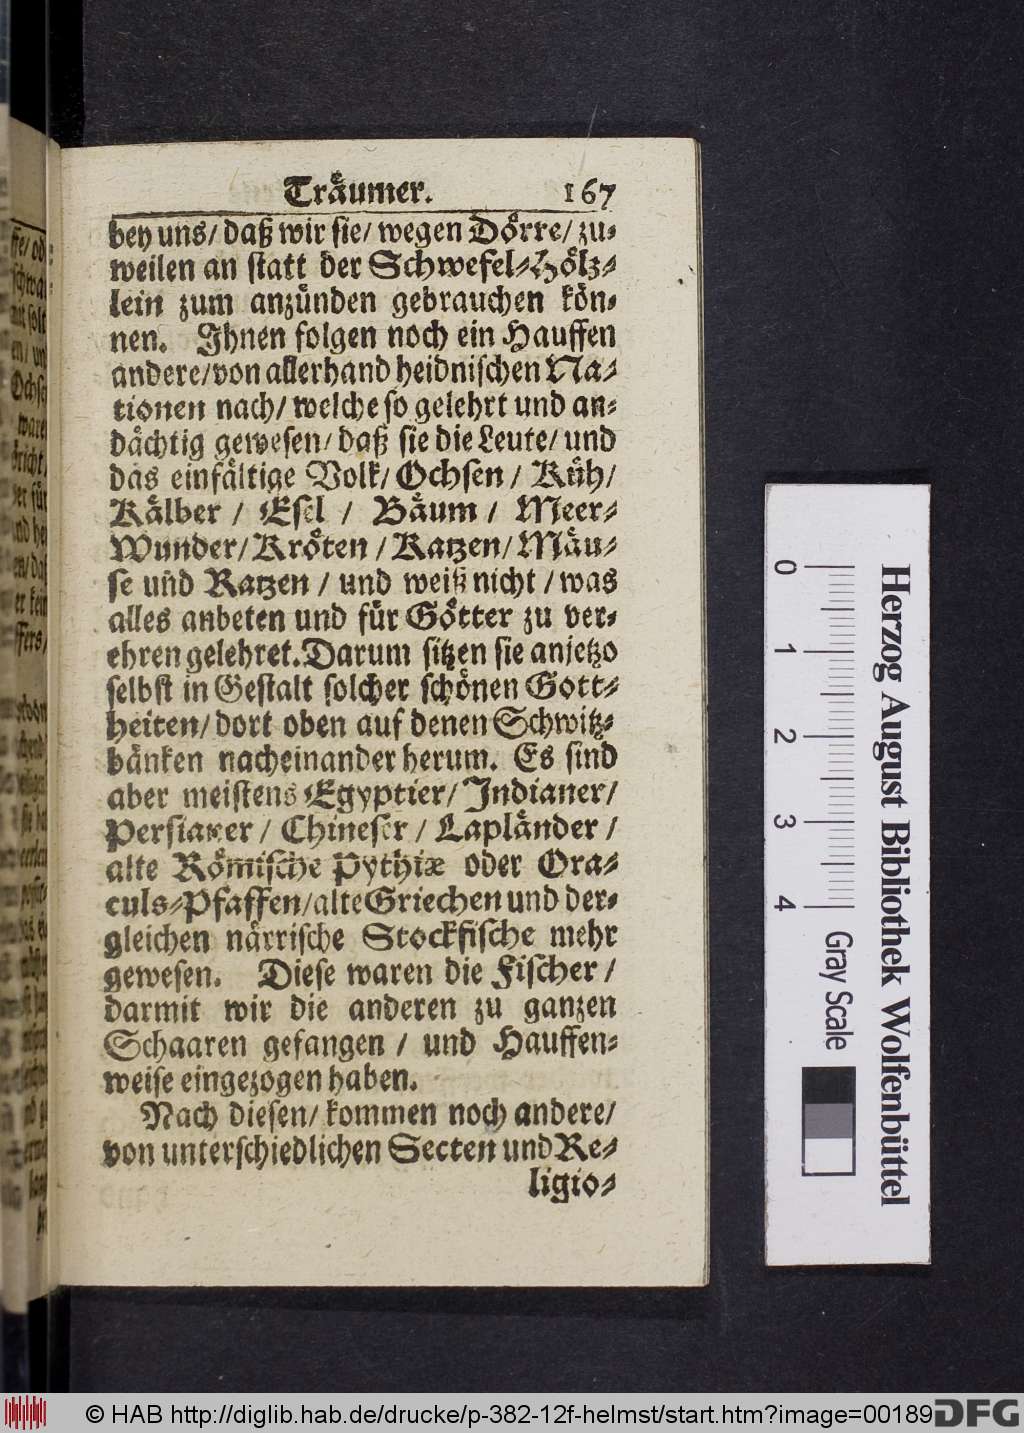 Träumer. 167
bey uns/ daß wir sie/ wegen Dörre/ zu-
weilen an statt der Schwefel-Hölz-
lein zum anzünden gebrauchen kön-
nen. Ihnen folgen noch ein Hauffen
andere/ von allerhand heidnischen Na-
tionen nach/ welche so gelehrt und an-
dächtig gewesen/ daß sie die Leute/ und
das einfältige Volk/ Ochsen / Küh/
Kälber / Esel / Bäum / Meer-
Wunder/ Kröten / Katzen/ Mäu-
se uñd Ratzen / und weiß nicht / was
alles anbeten und für Götter zu ver-
ehren gelehret. Darum sitzen sie anjetzo
selbst in Gestalt solcher schönen Gott-
heiten/ dort oben auf denen Schwitz-
bänken nacheinander herum. Es sind
aber meistens Egyptier/ Indianer/
Persianer / Chineser / Lapländer /
alte Römische Pythiæ oder Ora-
culs-Pfaffen/ alte Griechen und der-
gleichen närrische Stockfische mehr
gewesen. Diese waren die Fischer /
darmit wir die anderen zu ganzen
Schaaren gefangen / und Hauffen-
weise eingezogen haben.
Nach diesen/ kommen noch andere/
von unterschiedlichen Secten und Re-
ligio-
0 1 2 3 4
Gray Scale
Herzog August Bibliothek Wolfenbüttel
© HAB http://diglib.hab.de/drucke/p-382-12f-helmst/start.htm?image=00189
DFG